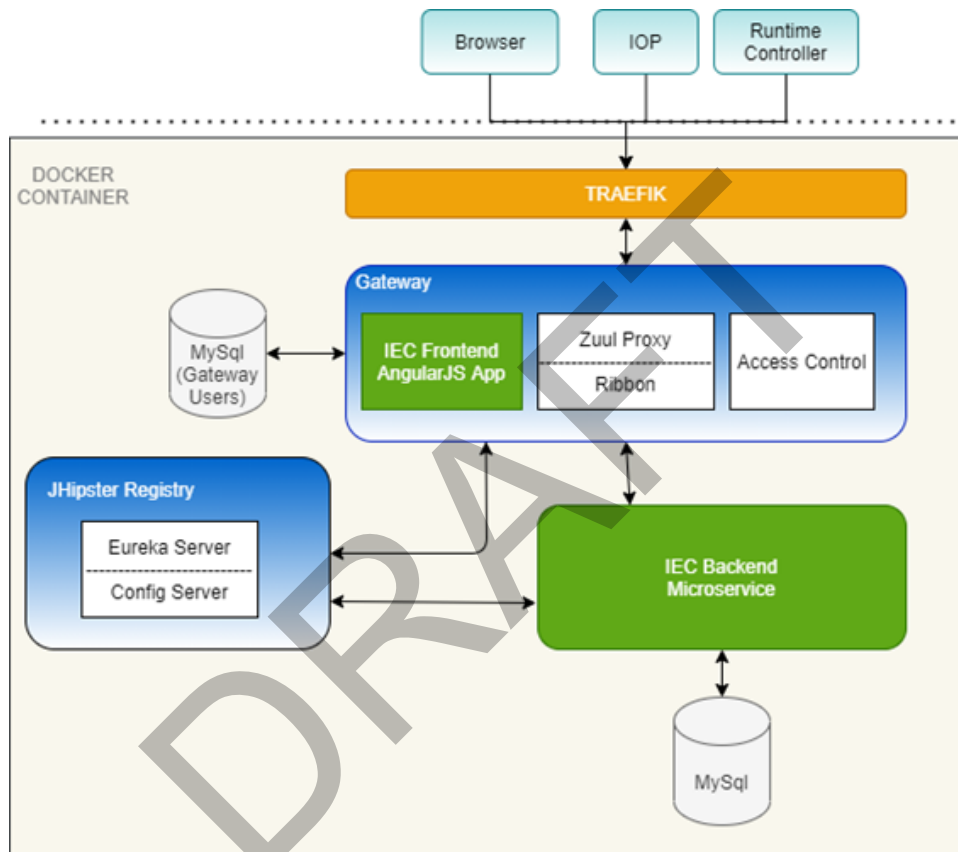 Browser
IOP
Runtime
Controller
DOCKER
CONTAINER
TRAEFIK
Gateway
MySql
(Gateway
Users)
IEC Frontend
AngularJS App
Zuul Proxy
Ribbon
Access Control
JHipster Registry
Eureka Server
Config Server
IEC Backend
Microservice
MySql
DRAFT